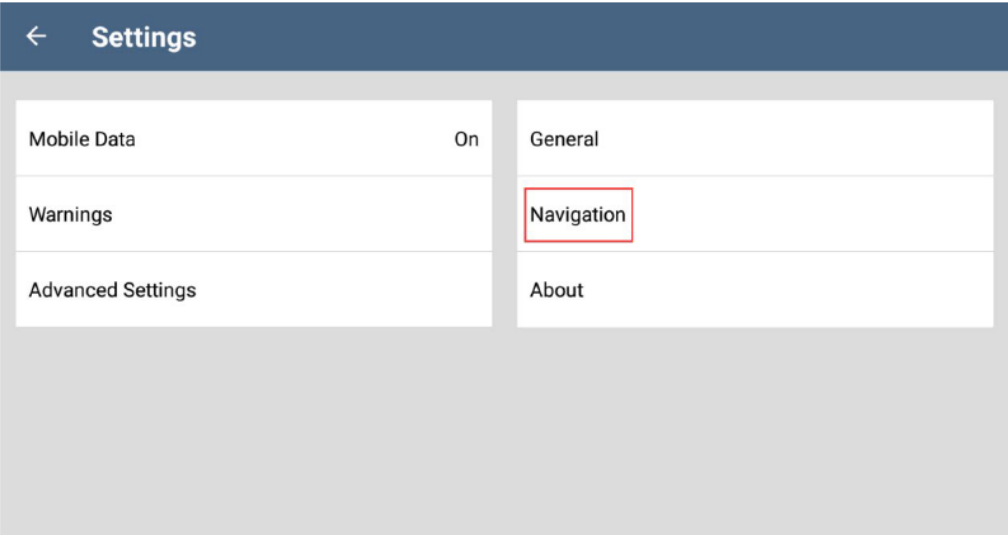 Settings
Mobile Data On
Warnings
Advanced Settings
General
Navigation
About